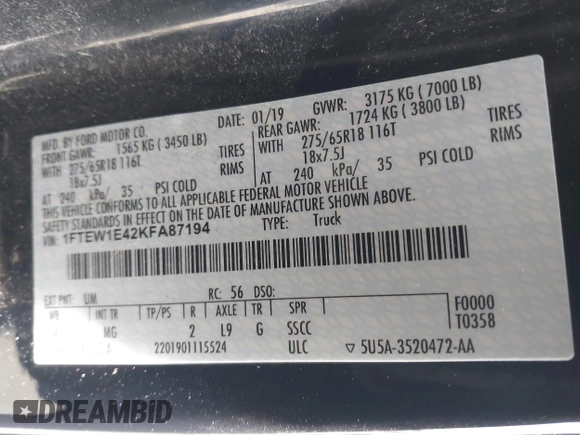 MFD. BY FORD MOTOR CO. DATE: 01/19 GVWR: 3175 KG ( 7000 LB)
FRONT GAWR: 1565 KG ( 3450 LB) REAR GAWR: 1724 KG ( 3800 LB)
WITH 275/65R18 116T TIRES WITH 275/65R18 116T TIRES
18x7.5J RIMS 18x7.5J RIMS
AT 240 kPa/ 35 PSI COLD AT 240 kPa/ 35 PSI COLD
THIS VEHICLE CONFORMS TO ALL APPLICABLE FEDERAL MOTOR VEHICLE
SAFETY AND THEFT PREVENTION STANDARDS IN EFFECT ON THE DATE OF MANUFACTURE SHOWN ABOVE.
VIN: 1FTEW1E42KFA87194 TYPE: Truck
EXT PNT: UM RC: 56 DSO:
WB INT TR TP/PS R AXLE TR SPR F0000
MG 2 L9 G SSCC T0358
2201901115524 ULC ▽ 5U5A-3520472-AA
DREAMBID